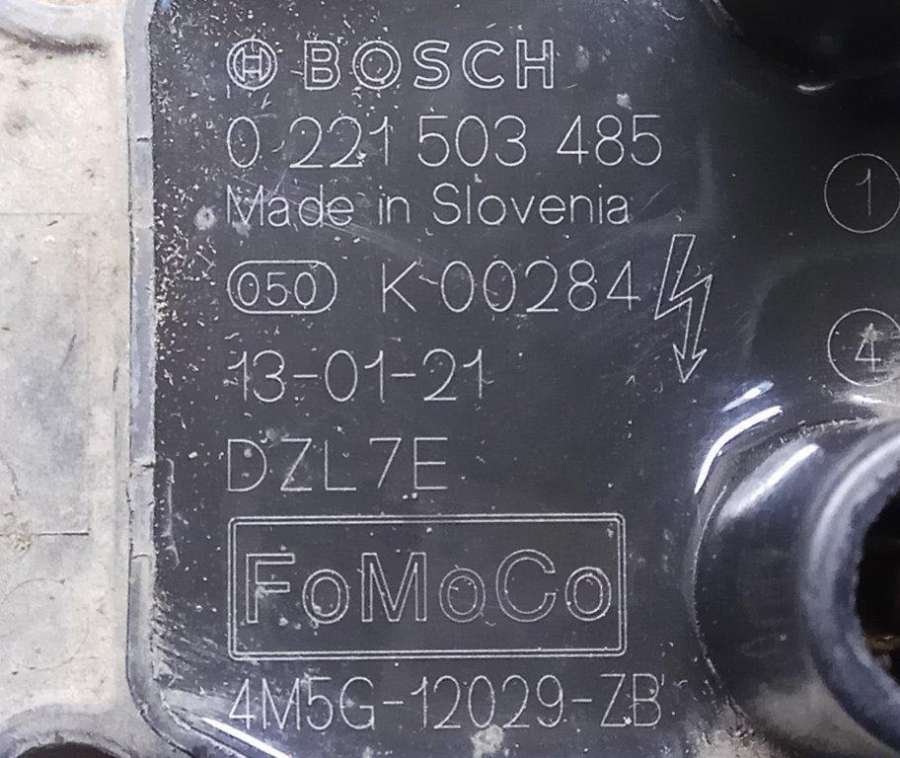 BOSCH
0 221 503 485
Made in Slovenia
050 K 00284
13-01-21
DZL7E
FoMoCo
4M5G-12029-ZB
1
4